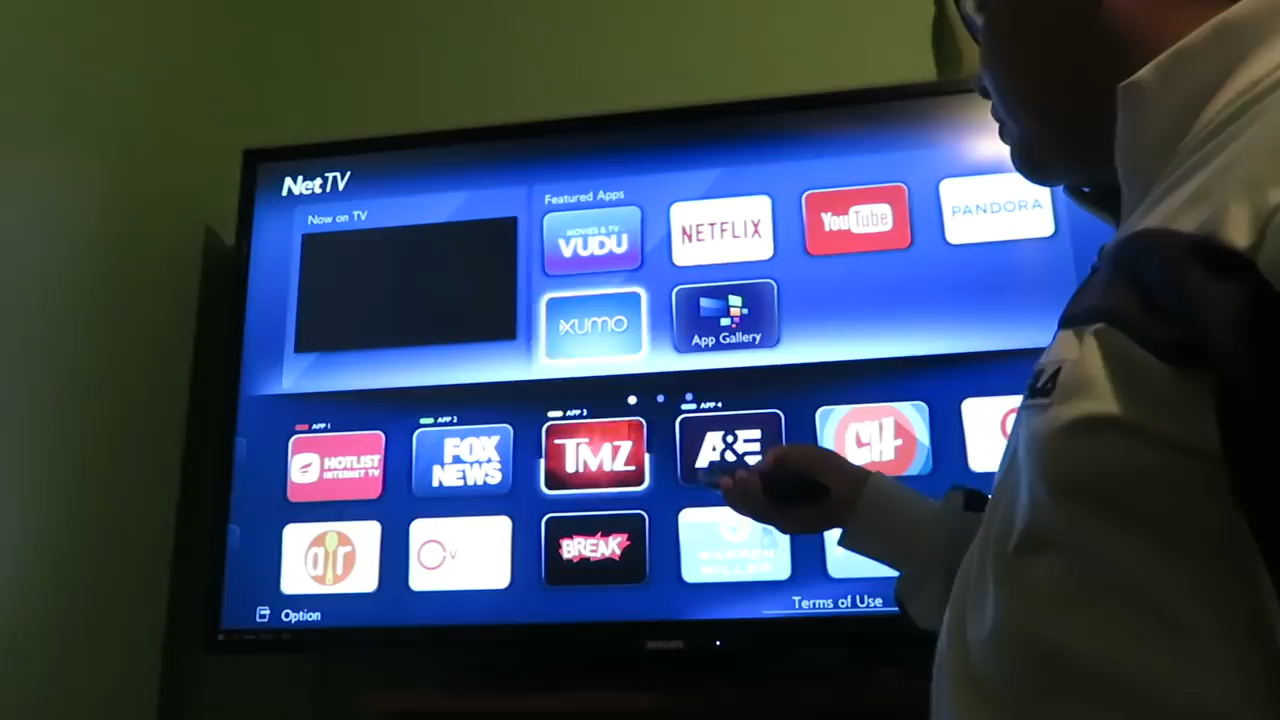 NetTV
Now on TV
Featured Apps
MOVIES & TV
VUDU
NETFLIX
YouTube
PANDORA
XUMO
App Gallery
APP 1
APP 2
APP 3
APP 4
HOTLIST
INTERNET TV
FOX
NEWS
TMZ
A&E
CH
air
BREAK
Option
Terms of Use
PHILIPS